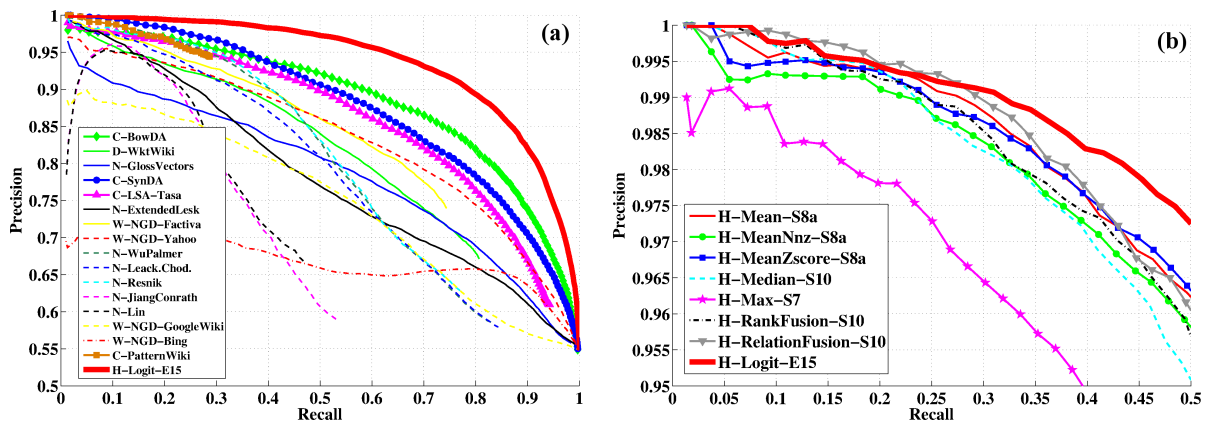 1
0.95
0.9
0.85
0.8
0.75
0.7
0.65
0.6
0.55
0.5
Precision
0 0.1 0.2 0.3 0.4 0.5 0.6 0.7 0.8 0.9 1
Recall
(a)
C-BowDA
D-WktWiki
N-GlossVectors
C-SynDA
C-LSA-Tasa
N-ExtendedLesk
W-NGD-Factiva
W-NGD-Yahoo
N-WuPalmer
N-Leack.Chod.
N-Resnik
N-JiangConrath
N-Lin
W-NGD-GoogleWiki
W-NGD-Bing
C-PatternWiki
H-Logit-E15
1
0.995
0.99
0.985
0.98
0.975
0.97
0.965
0.96
0.955
0.95
Precision
0 0.05 0.1 0.15 0.2 0.25 0.3 0.35 0.4 0.45 0.5
Recall
(b)
H-Mean-S8a
H-MeanNnz-S8a
H-MeanZscore-S8a
H-Median-S10
H-Max-S7
H-RankFusion-S10
H-RelationFusion-S10
H-Logit-E15